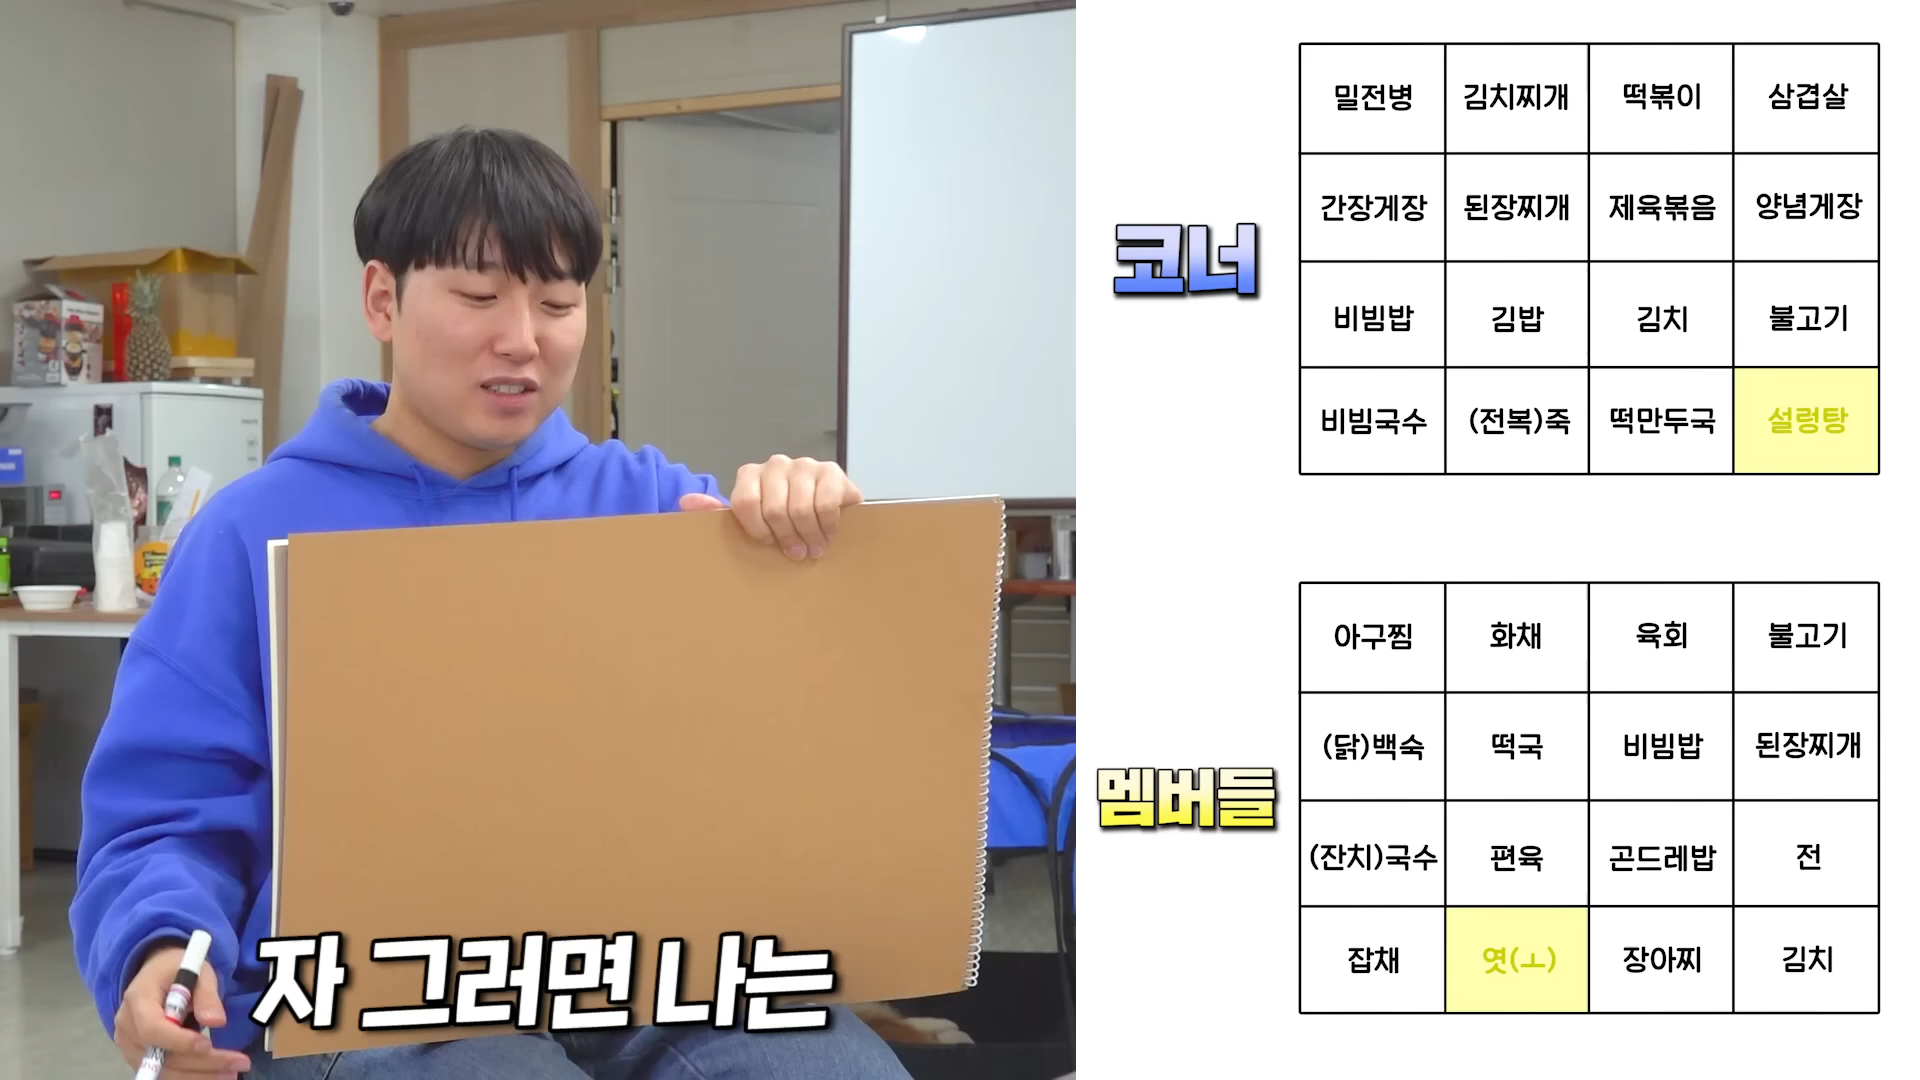 코너
밀전병 김치찌개 떡볶이 삼겹살
간장게장 된장찌개 제육볶음 양념게장
비빔밥 김밥 김치 불고기
비빔국수 (전복)죽 떡만두국 설렁탕
멤버들
아구찜 화채 육회 불고기
(닭)백숙 떡국 비빔밥 된장찌개
(잔치)국수 편육 곤드레밥 전
잡채 엿(ㅗ) 장아찌 김치
자 그러면 나는